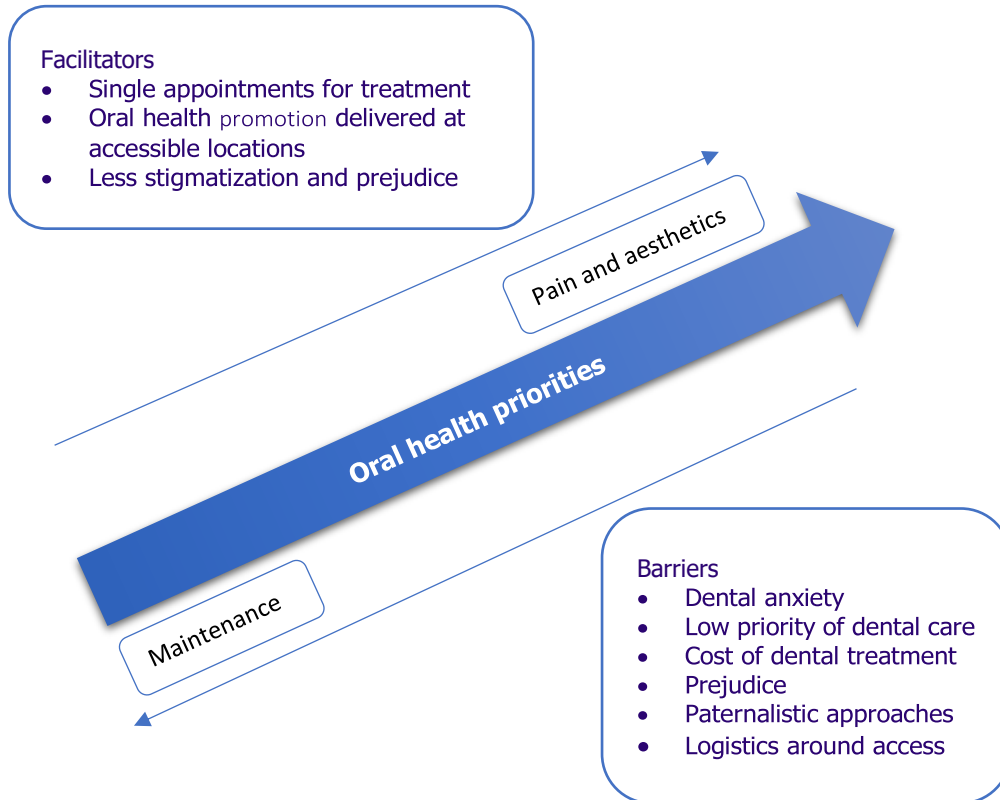 Facilitators
• Single appointments for treatment
• Oral health promotion delivered at
accessible locations
• Less stigmatization and prejudice
Pain and aesthetics
Oral health priorities
Maintenance
Barriers
• Dental anxiety
• Low priority of dental care
• Cost of dental treatment
• Prejudice
• Paternalistic approaches
• Logistics around access